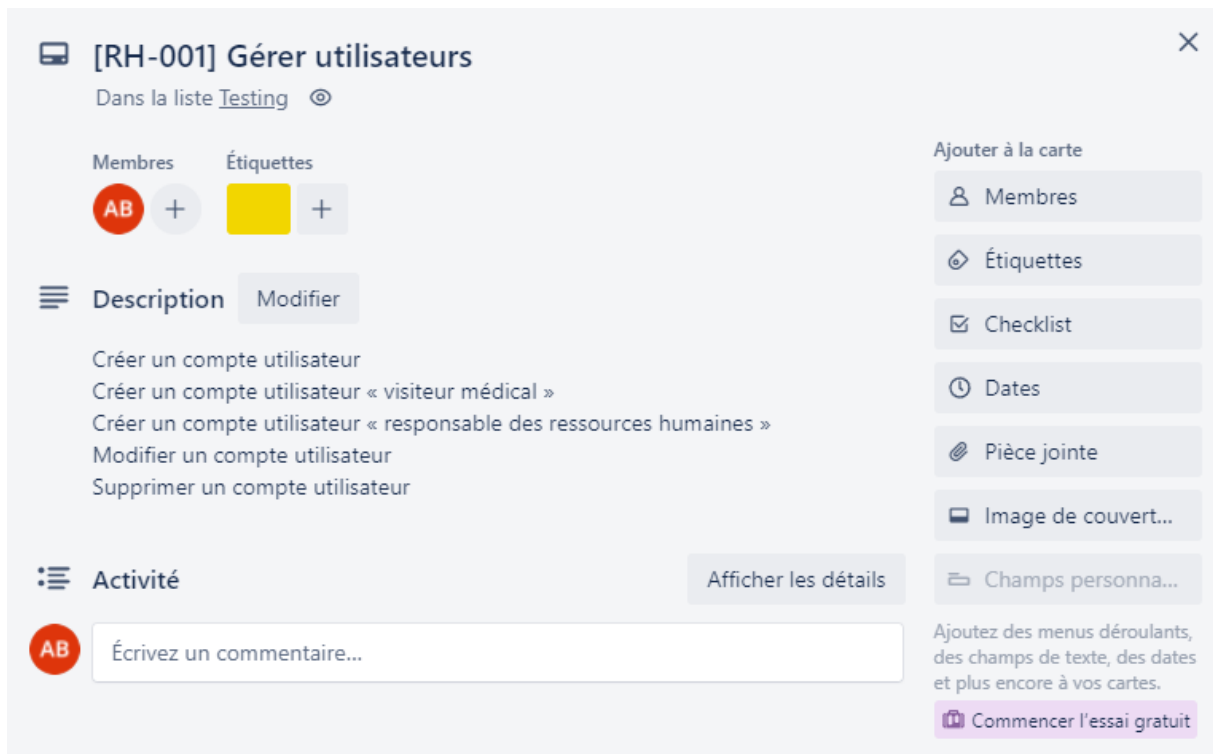 [RH-001] Gérer utilisateurs
Dans la liste Testing
Membres
Étiquettes
AB
Description
Modifier
Créer un compte utilisateur
Créer un compte utilisateur « visiteur médical »
Créer un compte utilisateur « responsable des ressources humaines »
Modifier un compte utilisateur
Supprimer un compte utilisateur
Activité
Afficher les détails
AB
Écrivez un commentaire...
Ajouter à la carte
Membres
Étiquettes
Checklist
Dates
Pièce jointe
Image de couvert...
Champs personna...
Ajoutez des menus déroulants,
des champs de texte, des dates
et plus encore à vos cartes.
Commencer l'essai gratuit